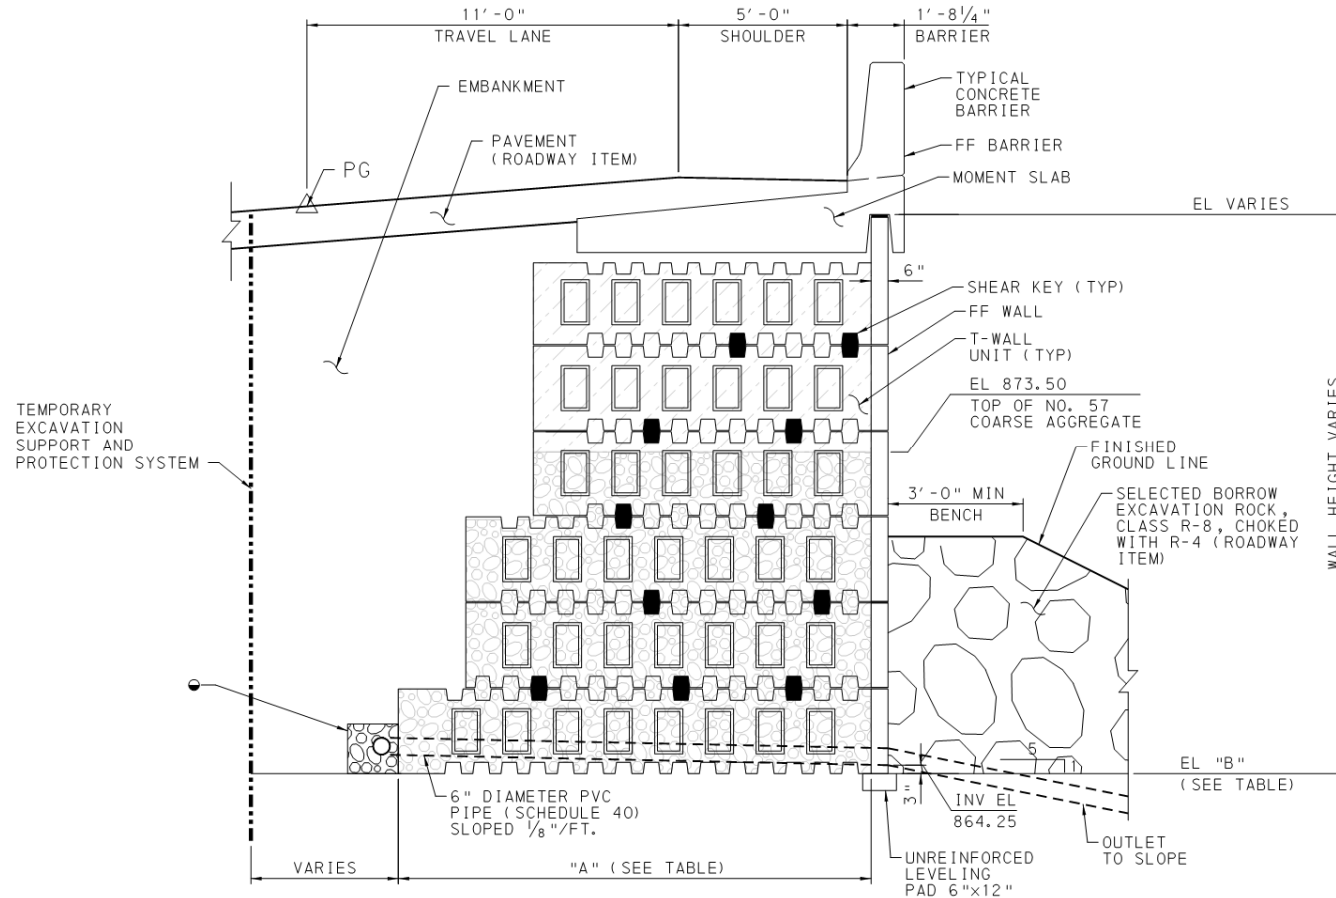 11'-0"
TRAVEL LANE
5'-0"
SHOULDER
1'-8 1/4"
BARRIER
EMBANKMENT
TYPICAL
CONCRETE
BARRIER
PAVEMENT
(ROADWAY ITEM)
FF BARRIER
PG
MOMENT SLAB
EL VARIES
6"
SHEAR KEY (TYP)
FF WALL
T-WALL
UNIT (TYP)
EL 873.50
TOP OF NO. 57
COARSE AGGREGATE
WALL HEIGHT VARIES
TEMPORARY
EXCAVATION
SUPPORT AND
PROTECTION SYSTEM
FINISHED
GROUND LINE
3'-0" MIN
BENCH
SELECTED BORROW
EXCAVATION ROCK,
CLASS R-8, CHOKED
WITH R-4 (ROADWAY
ITEM)
5
1
EL "B"
(SEE TABLE)
6" DIAMETER PVC
PIPE (SCHEDULE 40)
SLOPED 1/8"/FT.
3"
INV EL
864.25
OUTLET
TO SLOPE
UNREINFORCED
LEVELING
PAD 6"x12"
VARIES
"A" (SEE TABLE)